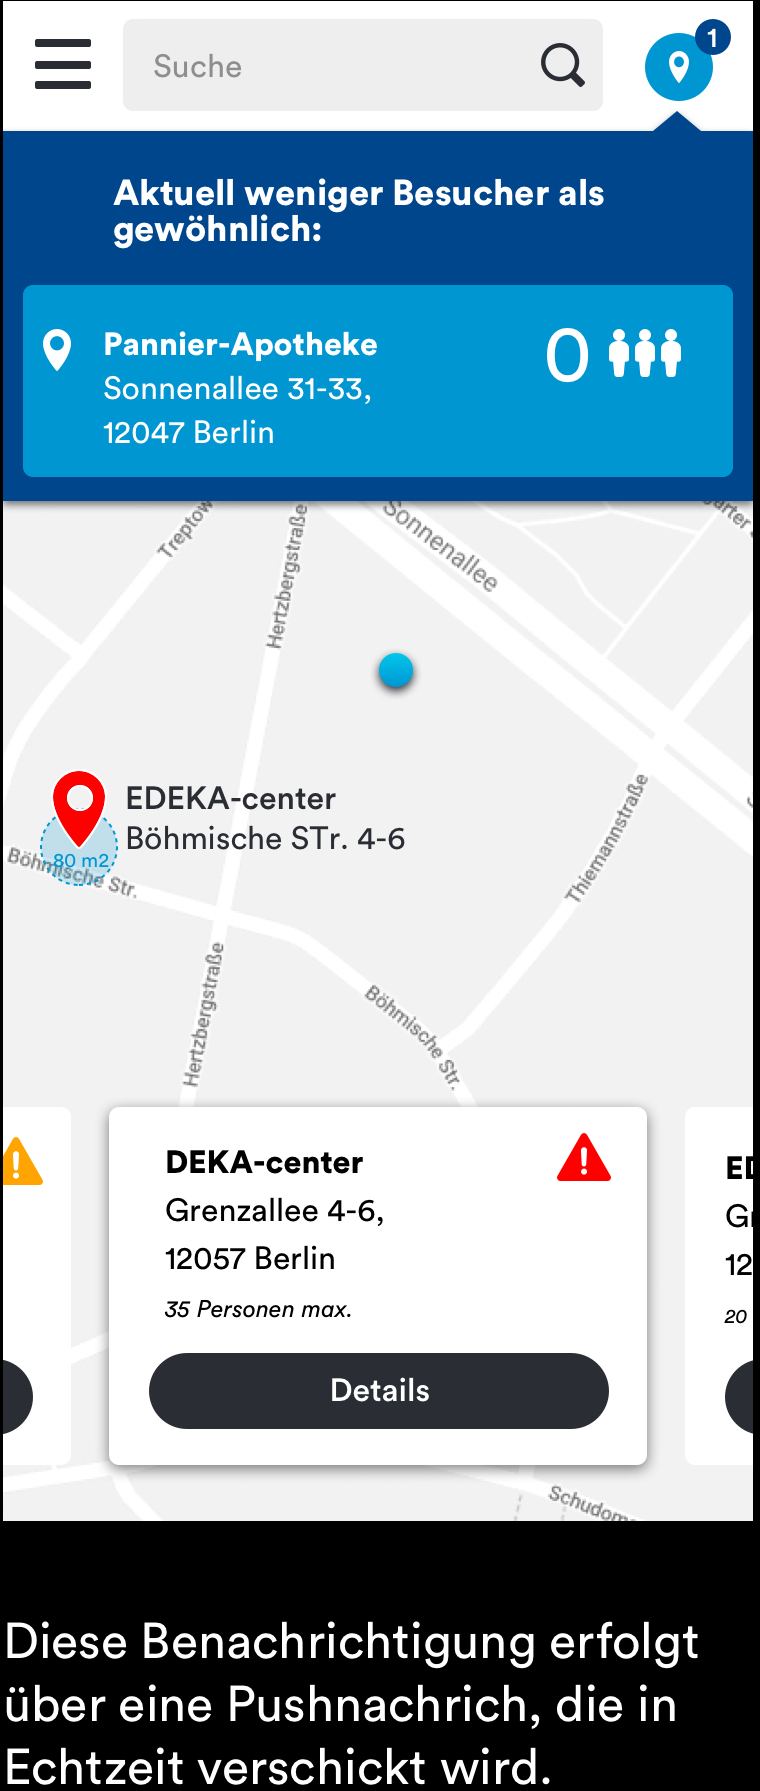 Suche
1
Aktuell weniger Besucher als
gewöhnlich:
Pannier-Apotheke
0
Sonnenallee 31-33,
12047 Berlin
Treptow
Hertzbergstraße
Sonnenallee
garter
EDEKA-center
Böhmische STr. 4-6
Thiemannstraße
80 m2
Böhmische Str.
Hertzbergstraße
Böhmische Str.
DEKA-center
Grenzallee 4-6,
12057 Berlin
35 Personen max.
Details
ED
Gr
12
20
Schudom
Diese Benachrichtigung erfolgt
über eine Pushnachrich, die in
Echtzeit verschickt wird.